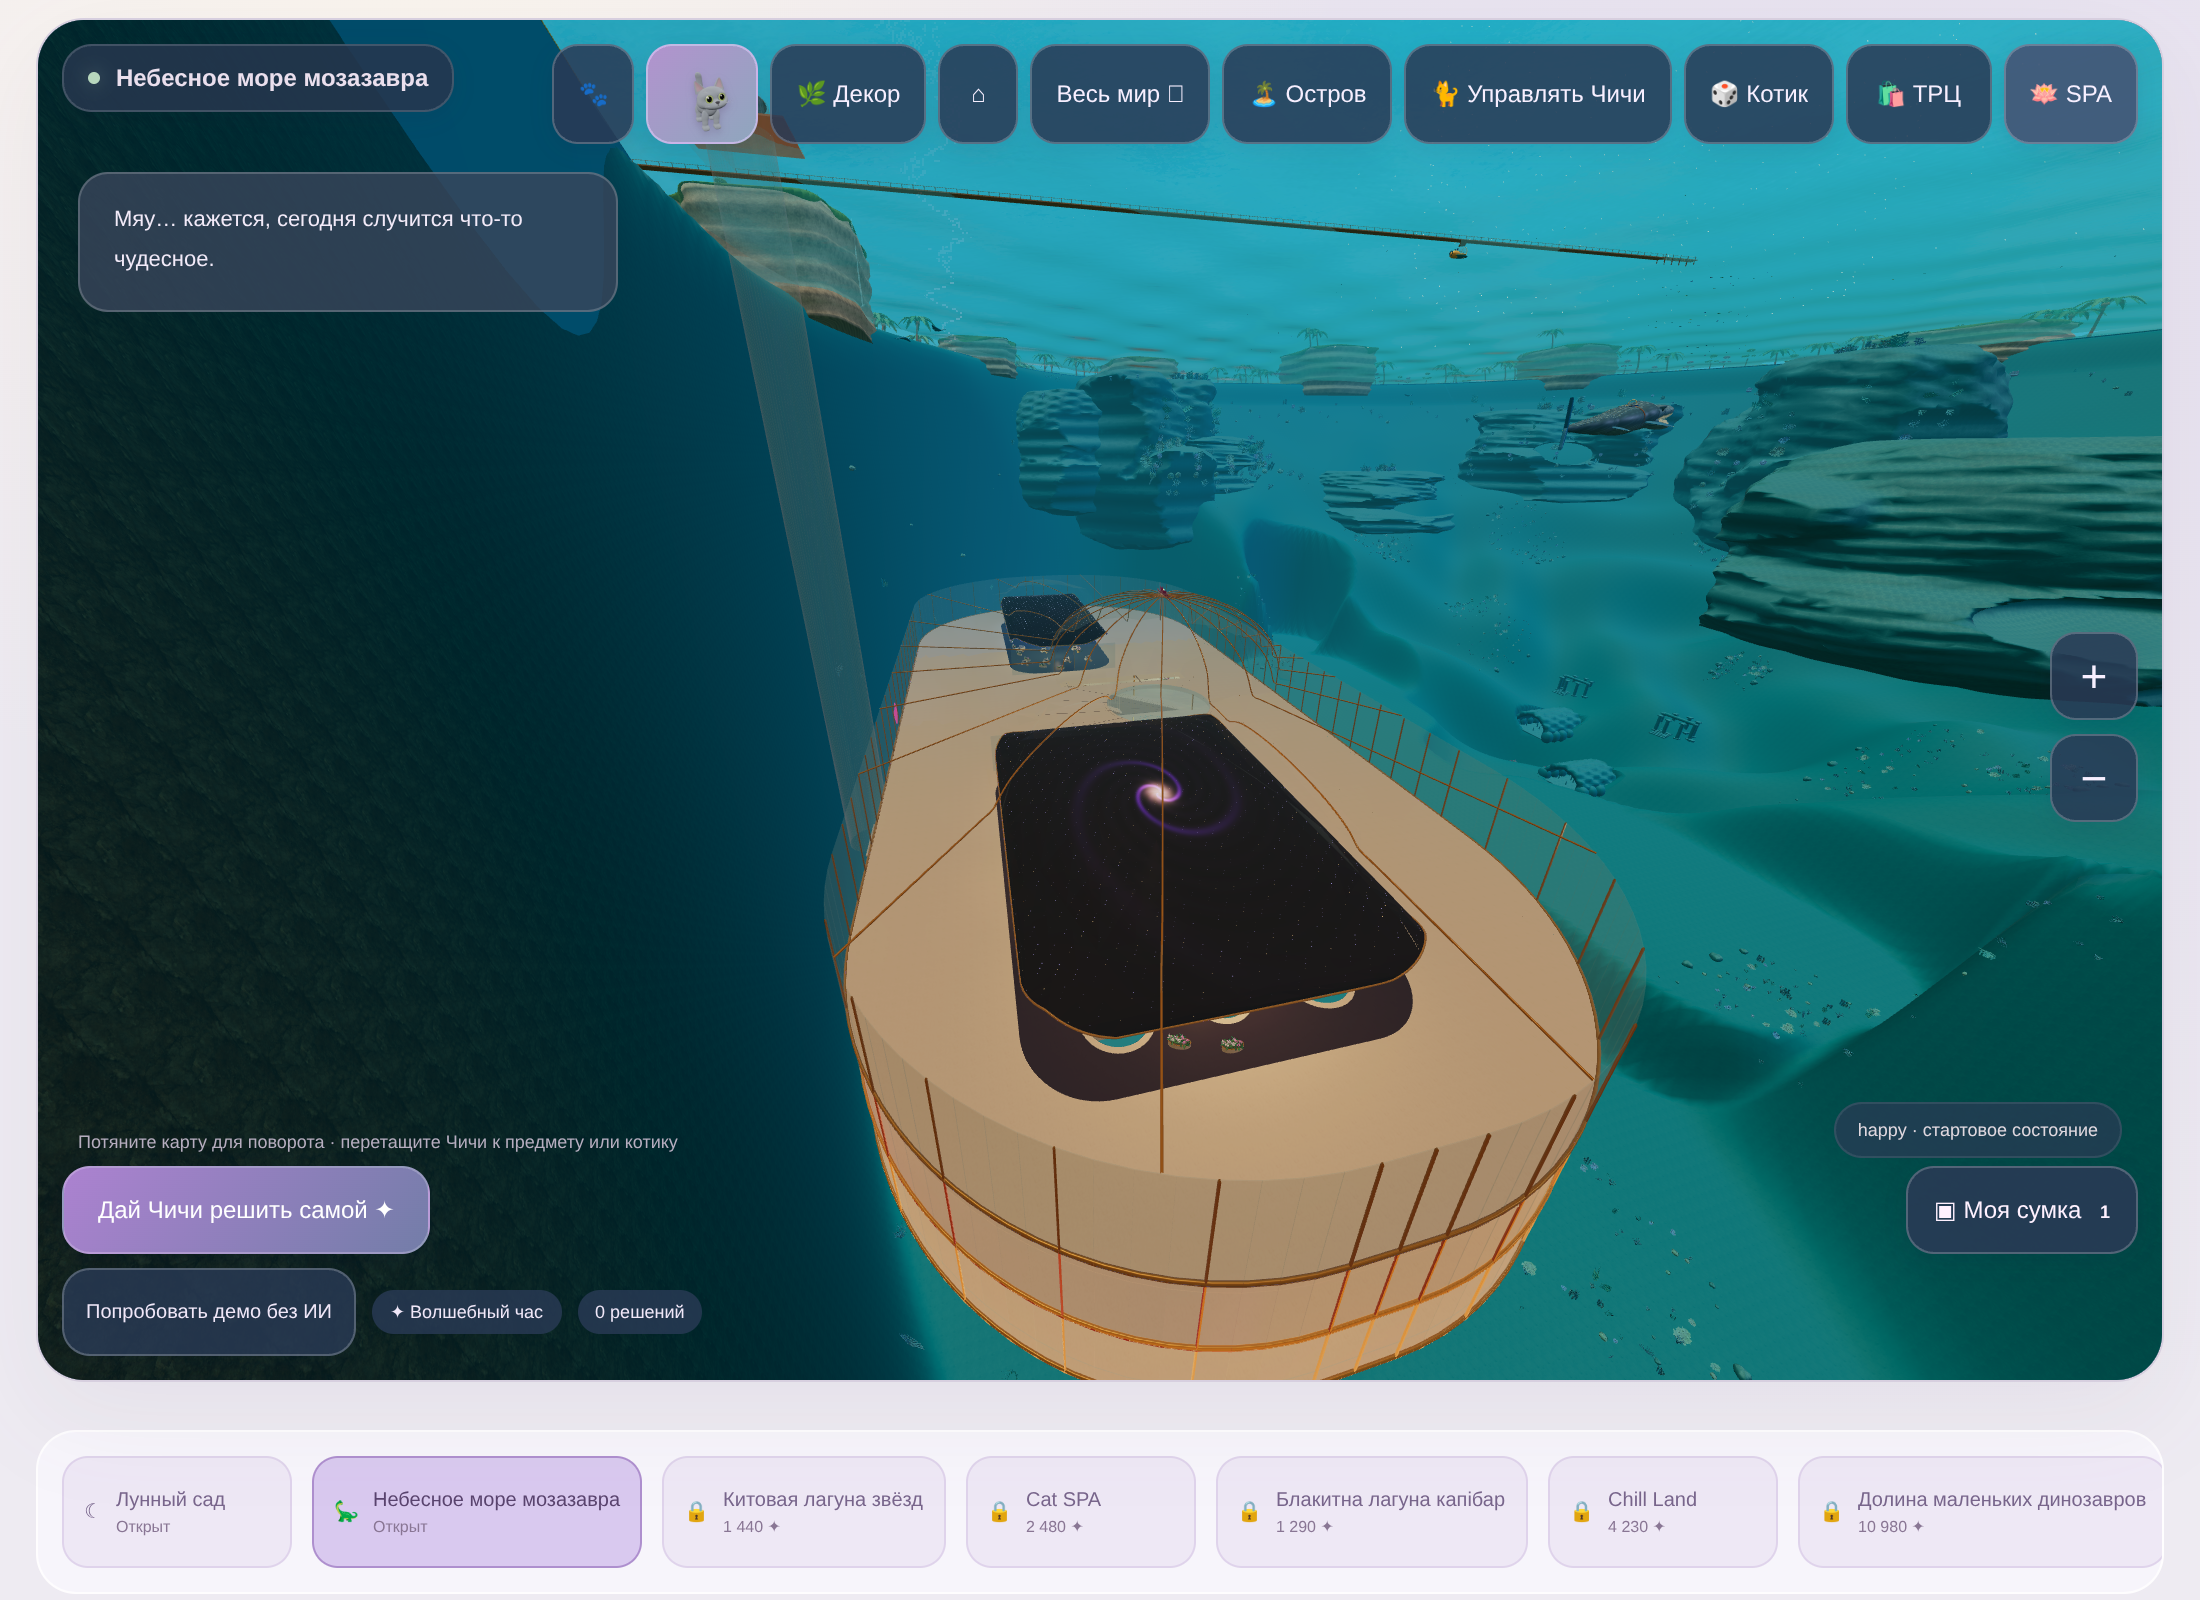 Небесное море мозазавра
Декор
Весь мир
Остров
Управлять Чичи
Котик
ТРЦ
SPA
Мяу… кажется, сегодня случится что-то
чудесное.
+
−
Потяните карту для поворота · перетащите Чичи к предмету или котику
happy · стартовое состояние
Дай Чичи решить самой ✦
Моя сумка 1
Попробовать демо без ИИ
✦ Волшебный час
0 решений
Лунный сад
Открыт
Небесное море мозазавра
Открыт
Китовая лагуна звёзд
1 440 ✦
Cat SPA
2 480 ✦
Блакитна лагуна капібар
1 290 ✦
Chill Land
4 230 ✦
Долина маленьких динозавров
10 980 ✦